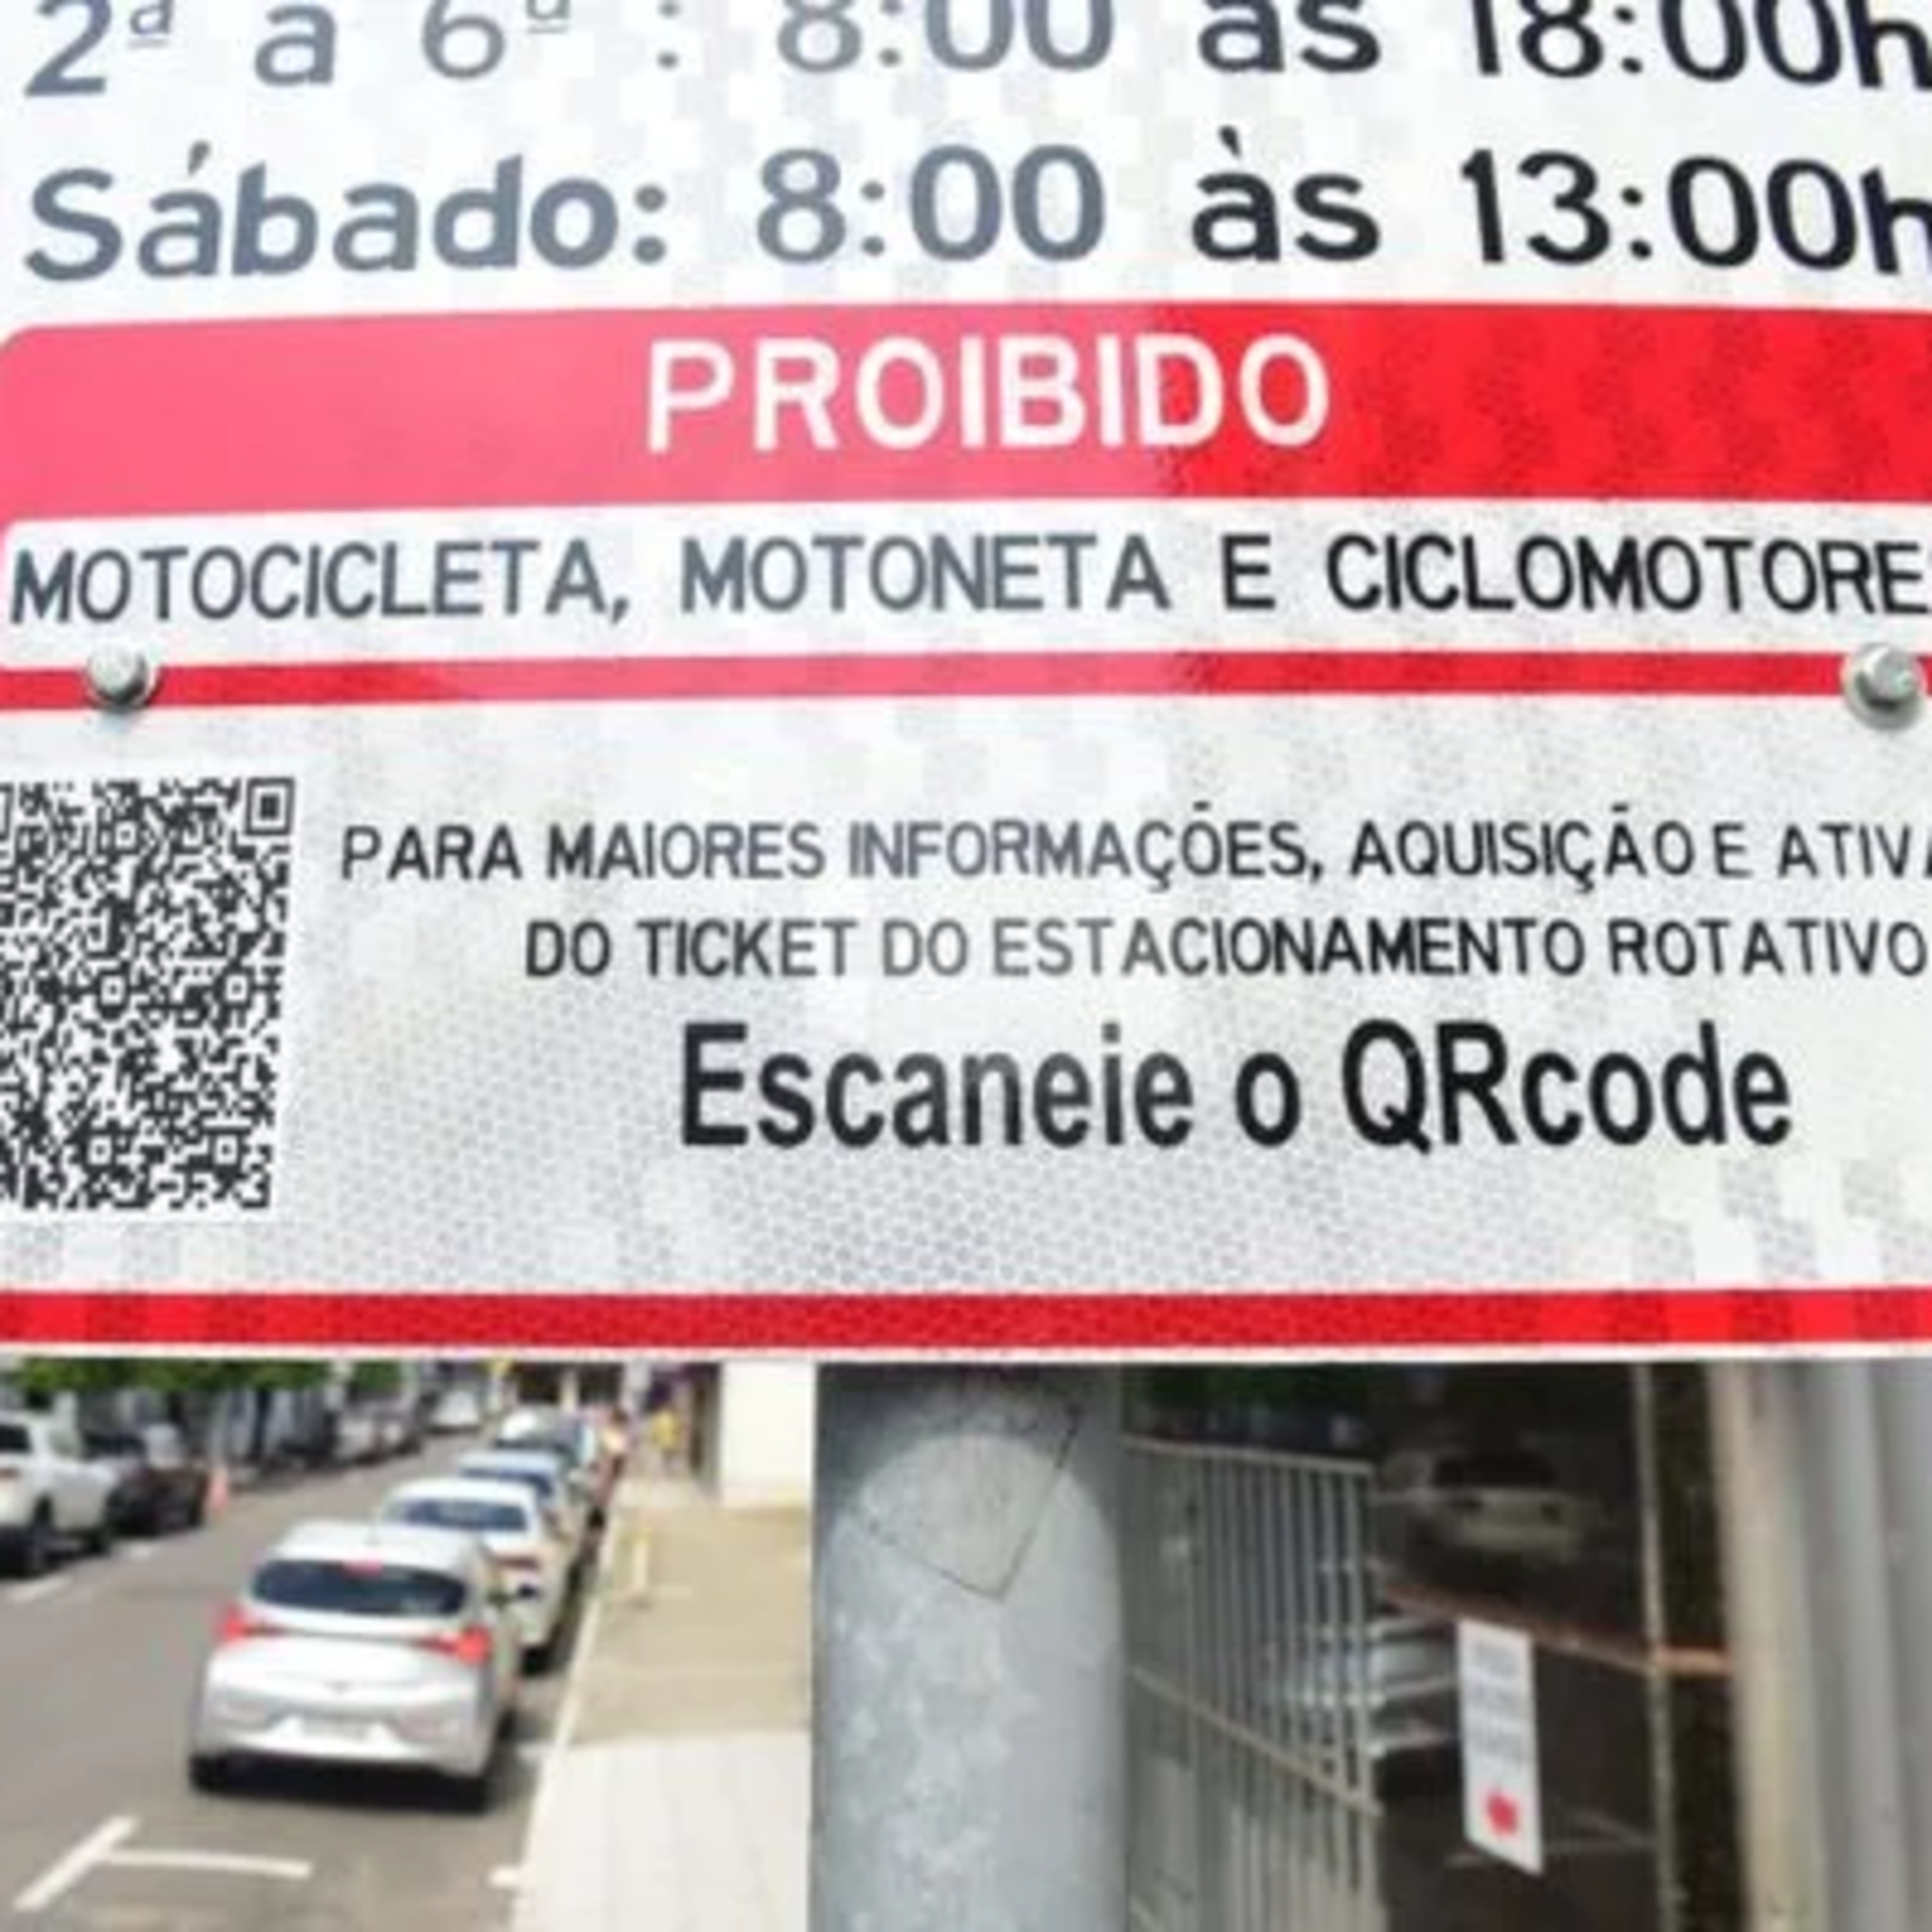 2ª a 6ª : 8:00 às 18:00h
Sábado: 8:00 às 13:00h
PROIBIDO
MOTOCICLETA, MOTONETA E CICLOMOTORE
PARA MAIORES INFORMAÇÕES, AQUISIÇÃO E ATIVA
DO TICKET DO ESTACIONAMENTO ROTATIVO
Escaneie o QRcode